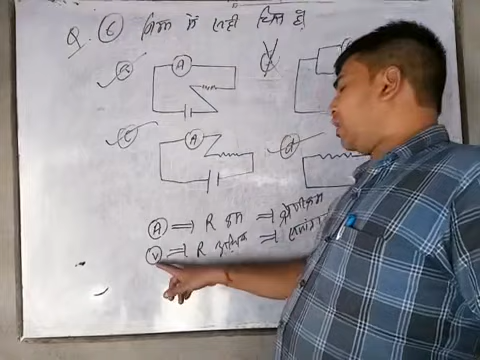 Q. (C) निम्न में सही चित्र है
(a) A
(b)
(c) A
(d)
(A) ⇒ R कम ⇒ श्रेणीक्रम
(V) ⇒ R अधिक ⇒